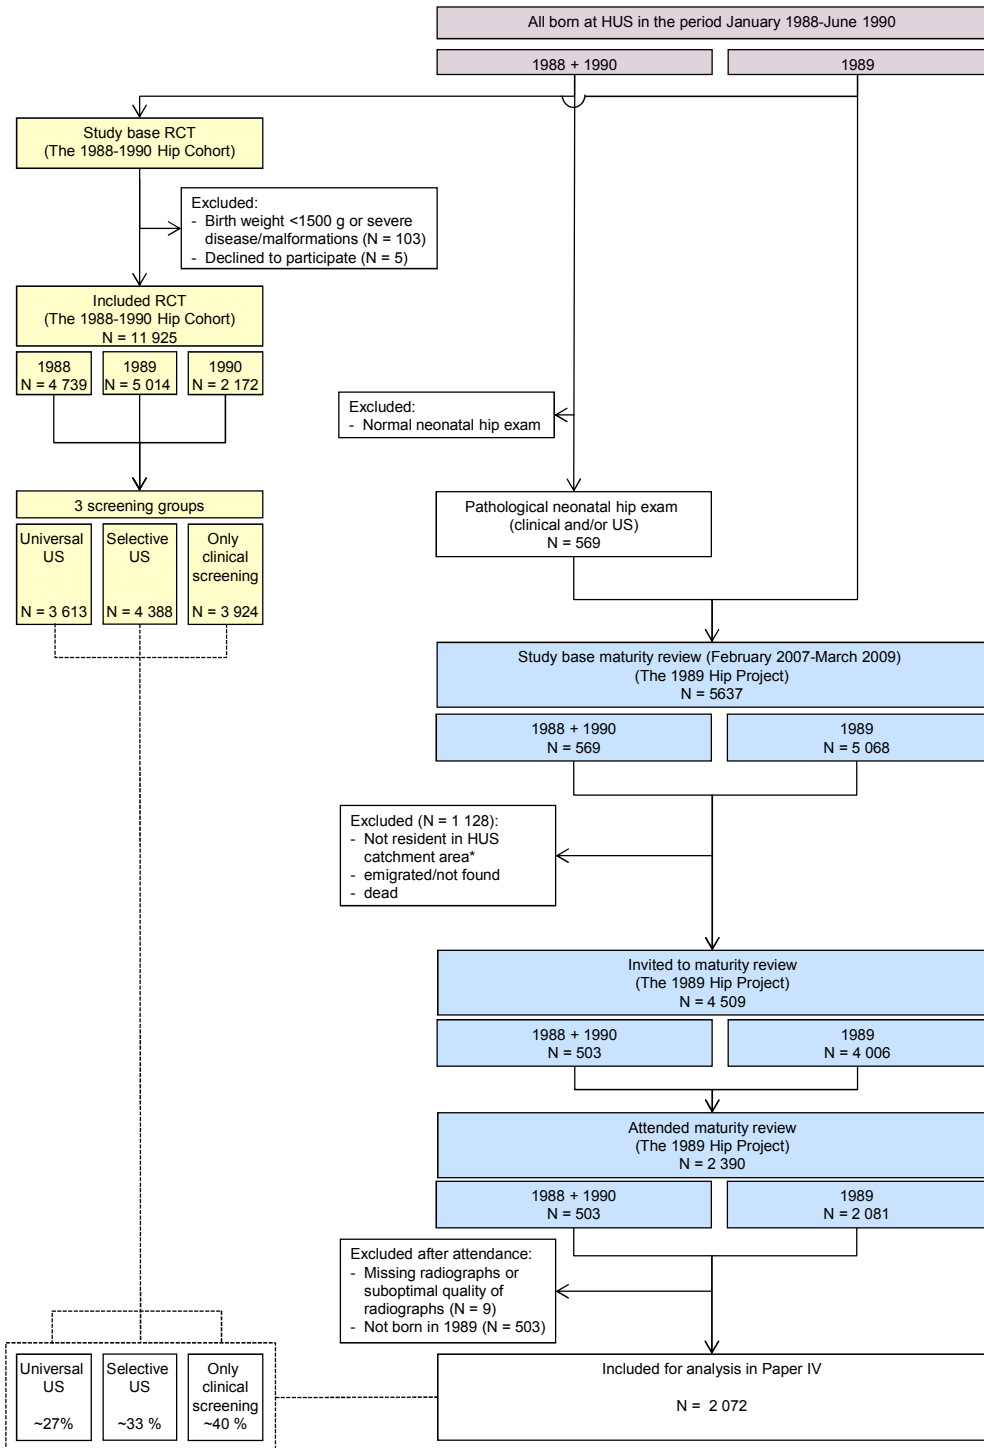 All born at HUS in the period January 1988-June 1990
1988 + 1990
1989
Study base RCT
(The 1988-1990 Hip Cohort)
Excluded:
- Birth weight <1500 g or severe
disease/malformations (N = 103)
- Declined to participate (N = 5)
Included RCT
(The 1988-1990 Hip Cohort)
N = 11 925
1988
N = 4 739
1989
N = 5 014
1990
N = 2 172
3 screening groups
Universal
US
N = 3 613
Selective
US
N = 4 388
Only
clinical
screening
N = 3 924
Excluded:
- Normal neonatal hip exam
Pathological neonatal hip exam
(clinical and/or US)
N = 569
Study base maturity review (February 2007-March 2009)
(The 1989 Hip Project)
N = 5637
1988 + 1990
N = 569
1989
N = 5 068
Excluded (N = 1 128):
- Not resident in HUS
catchment area*
- emigrated/not found
- dead
Invited to maturity review
(The 1989 Hip Project)
N = 4 509
1988 + 1990
N = 503
1989
N = 4 006
Attended maturity review
(The 1989 Hip Project)
N = 2 390
1988 + 1990
N = 503
1989
N = 2 081
Excluded after attendance:
- Missing radiographs or
suboptimal quality of
radiographs (N = 9)
- Not born in 1989 (N = 503)
Universal
US
~27%
Selective
US
~33 %
Only
clinical
screening
~40 %
Included for analysis in Paper IV
N = 2 072